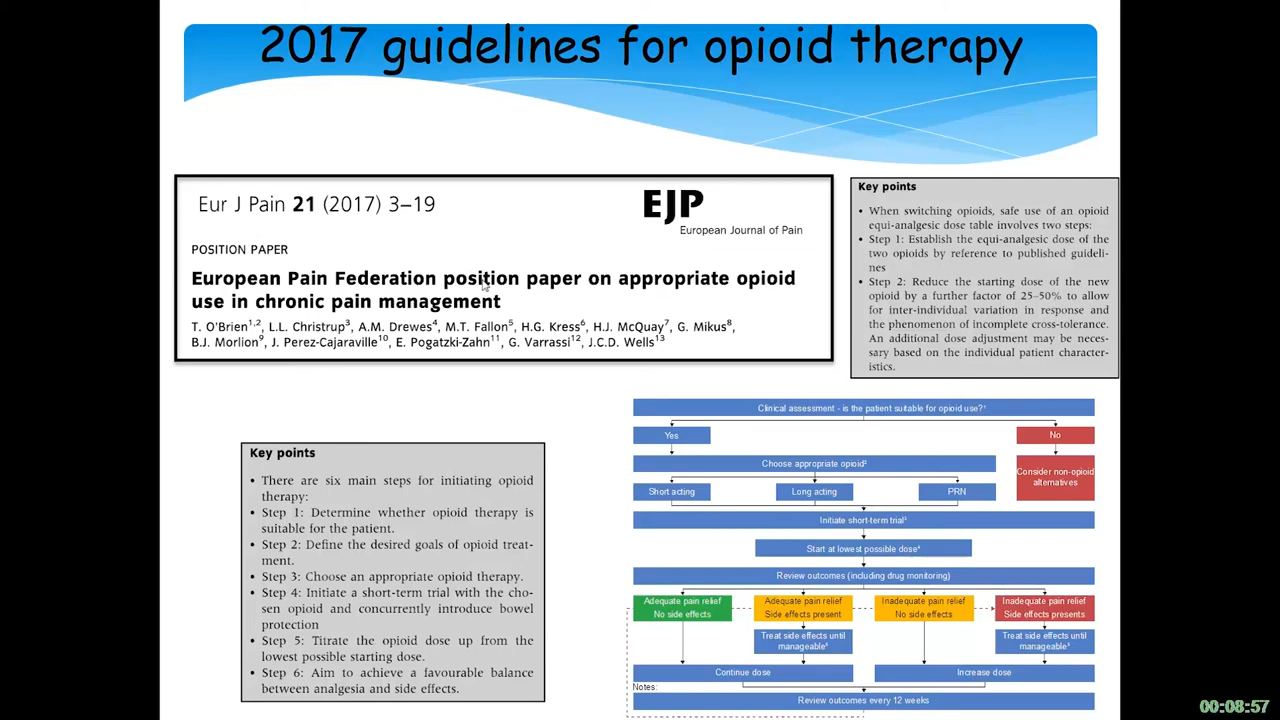 2017 guidelines for opioid therapy
Eur J Pain 21 (2017) 3–19
EJP
European Journal of Pain
POSITION PAPER
European Pain Federation position paper on appropriate opioid
use in chronic pain management
T. O'Brien1,2, L.L. Christrup3, A.M. Drewes4, M.T. Fallon5, H.G. Kress6, H.J. McQuay7, G. Mikus8,
B.J. Morlion9, J. Perez-Cajaraville10, E. Pogatzki-Zahn11, G. Varrassi12, J.C.D. Wells13
Key points
• When switching opioids, safe use of an opioid
equi-analgesic dose table involves two steps:
• Step 1: Establish the equi-analgesic dose of the
two opioids by reference to published guideli-
nes
• Step 2: Reduce the starting dose of the new
opioid by a further factor of 25–50% to allow
for inter-individual variation in response and
the phenomenon of incomplete cross-tolerance.
An additional dose adjustment may be neces-
sary based on the individual patient character-
istics.
Key points
• There are six main steps for initiating opioid
therapy:
• Step 1: Determine whether opioid therapy is
suitable for the patient.
• Step 2: Define the desired goals of opioid treat-
ment.
• Step 3: Choose an appropriate opioid therapy.
• Step 4: Initiate a short-term trial with the cho-
sen opioid and concurrently introduce bowel
protection
• Step 5: Titrate the opioid dose up from the
lowest possible starting dose.
• Step 6: Aim to achieve a favourable balance
between analgesia and side effects.
Clinical assessment - is the patient suitable for opioid use?1
Yes
No
Choose appropriate opioid2
Consider non-opioid
alternatives
Short acting
Long acting
PRN
Initiate short-term trial3
Start at lowest possible dose4
Review outcomes (including drug monitoring)
Adequate pain relief
No side effects
Adequate pain relief
Side effects present
Inadequate pain relief
No side effects
Inadequate pain relief
Side effects presents
Treat side effects until
manageable5
Treat side effects until
manageable5
Continue dose
Increase dose
Notes:
Review outcomes every 12 weeks
00:08:57